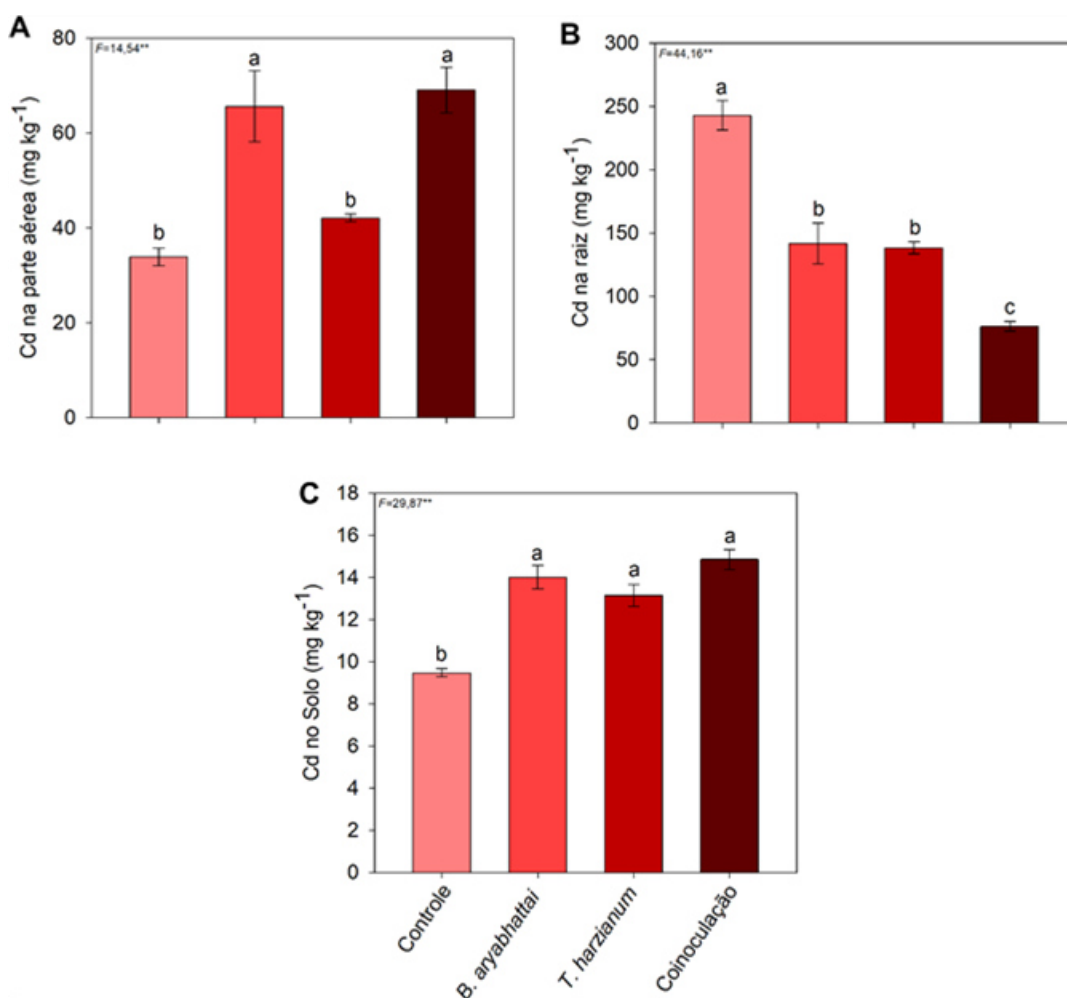 A
F=14,54**
Cd na parte aérea (mg kg⁻¹)
80
60
40
20
0
b
a
b
a
B
F=44,16**
Cd na raiz (mg kg⁻¹)
300
250
200
150
100
50
0
a
b
b
c
C
F=29,87**
Cd no Solo (mg kg⁻¹)
18
16
14
12
10
8
6
4
2
0
b
a
a
a
Controle
B. aryabhattai
T. harzianum
Coinoculação